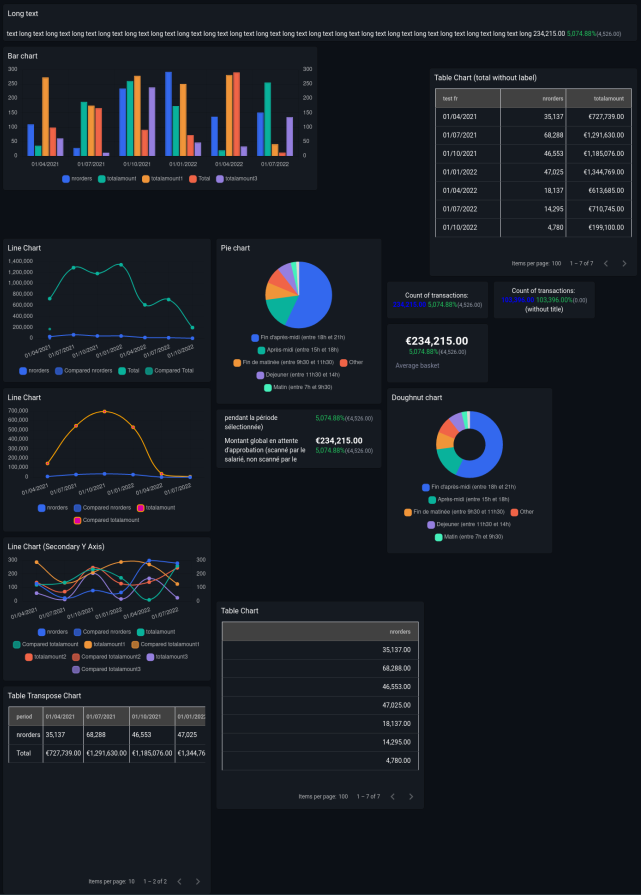 Long text
text long text long text long text long text long text long text long text long text long text long text long text long text long text long text long text long text long text long text long text long 234,215.00 5,074.88%(4,526.00)
Bar chart
300 300
250 250
200 200
150 150
100 100
50 50
0 0
01/04/2021 01/07/2021 01/10/2021 01/01/2022 01/04/2022 01/07/2022
nrorders totalamount totalamount1 Total totalamount3
Table Chart (total without label)
test fr nrorders totalamount
01/04/2021 35,137 €727,739.00
01/07/2021 68,288 €1,291,630.00
01/10/2021 46,553 €1,185,076.00
01/01/2022 47,025 €1,344,769.00
01/04/2022 18,137 €613,685.00
01/07/2022 14,295 €710,745.00
01/10/2022 4,780 €199,100.00
Items per page: 100 1 – 7 of 7
Line Chart
1,400,000
1,200,000
1,000,000
800,000
600,000
400,000
200,000
0
01/04/2021 01/07/2021 01/10/2021 01/01/2022 01/04/2022 01/07/2022 01/10/2022
nrorders Compared nrorders Total Compared Total
Pie chart
Fin d'après-midi (entre 18h et 21h)
Après-midi (entre 15h et 18h)
Fin de matinée (entre 9h30 et 11h30) Other
Dejeuner (entre 11h30 et 14h)
Matin (entre 7h et 9h30)
Count of transactions:
5,074.88%(4,526.00)
Count of transactions:
103,396.00%(0.00)
(without title)
€234,215.00
5,074.88%(€4,526.00)
Average basket
Line Chart
700,000
600,000
500,000
400,000
300,000
200,000
100,000
0
01/04/2021 01/07/2021 01/10/2021 01/01/2022 01/04/2022 01/07/2022
nrorders Compared nrorders totalamount
Compared totalamount
pendant la période 5,074.88%(€4,526.00)
sélectionnée)
Montant global en attente €234,215.00
d'approbation (scanné par le 5,074.88%(€4,526.00)
salarié, non scanné par le
Doughnut chart
Fin d'après-midi (entre 18h et 21h)
Après-midi (entre 15h et 18h)
Fin de matinée (entre 9h30 et 11h30) Other
Dejeuner (entre 11h30 et 14h)
Matin (entre 7h et 9h30)
Line Chart (Secondary Y Axis)
300 300
200 200
100 100
0 0
01/04/2021 01/07/2021 01/10/2021 01/01/2022 01/04/2022 01/07/2022
nrorders Compared nrorders totalamount
Compared totalamount totalamount1 Compared totalamount1
totalamount2 Compared totalamount2 totalamount3
Compared totalamount3
Table Chart
nrorders
35,137.00
68,288.00
46,553.00
47,025.00
18,137.00
14,295.00
4,780.00
Items per page: 100 1 – 7 of 7
Table Transpose Chart
period 01/04/2021 01/07/2021 01/10/2021 01/01/202
nrorders 35,137 68,288 46,553 47,025
Total €727,739.00 €1,291,630.00 €1,185,076.00 €1,344,76
Items per page: 10 1 – 2 of 2